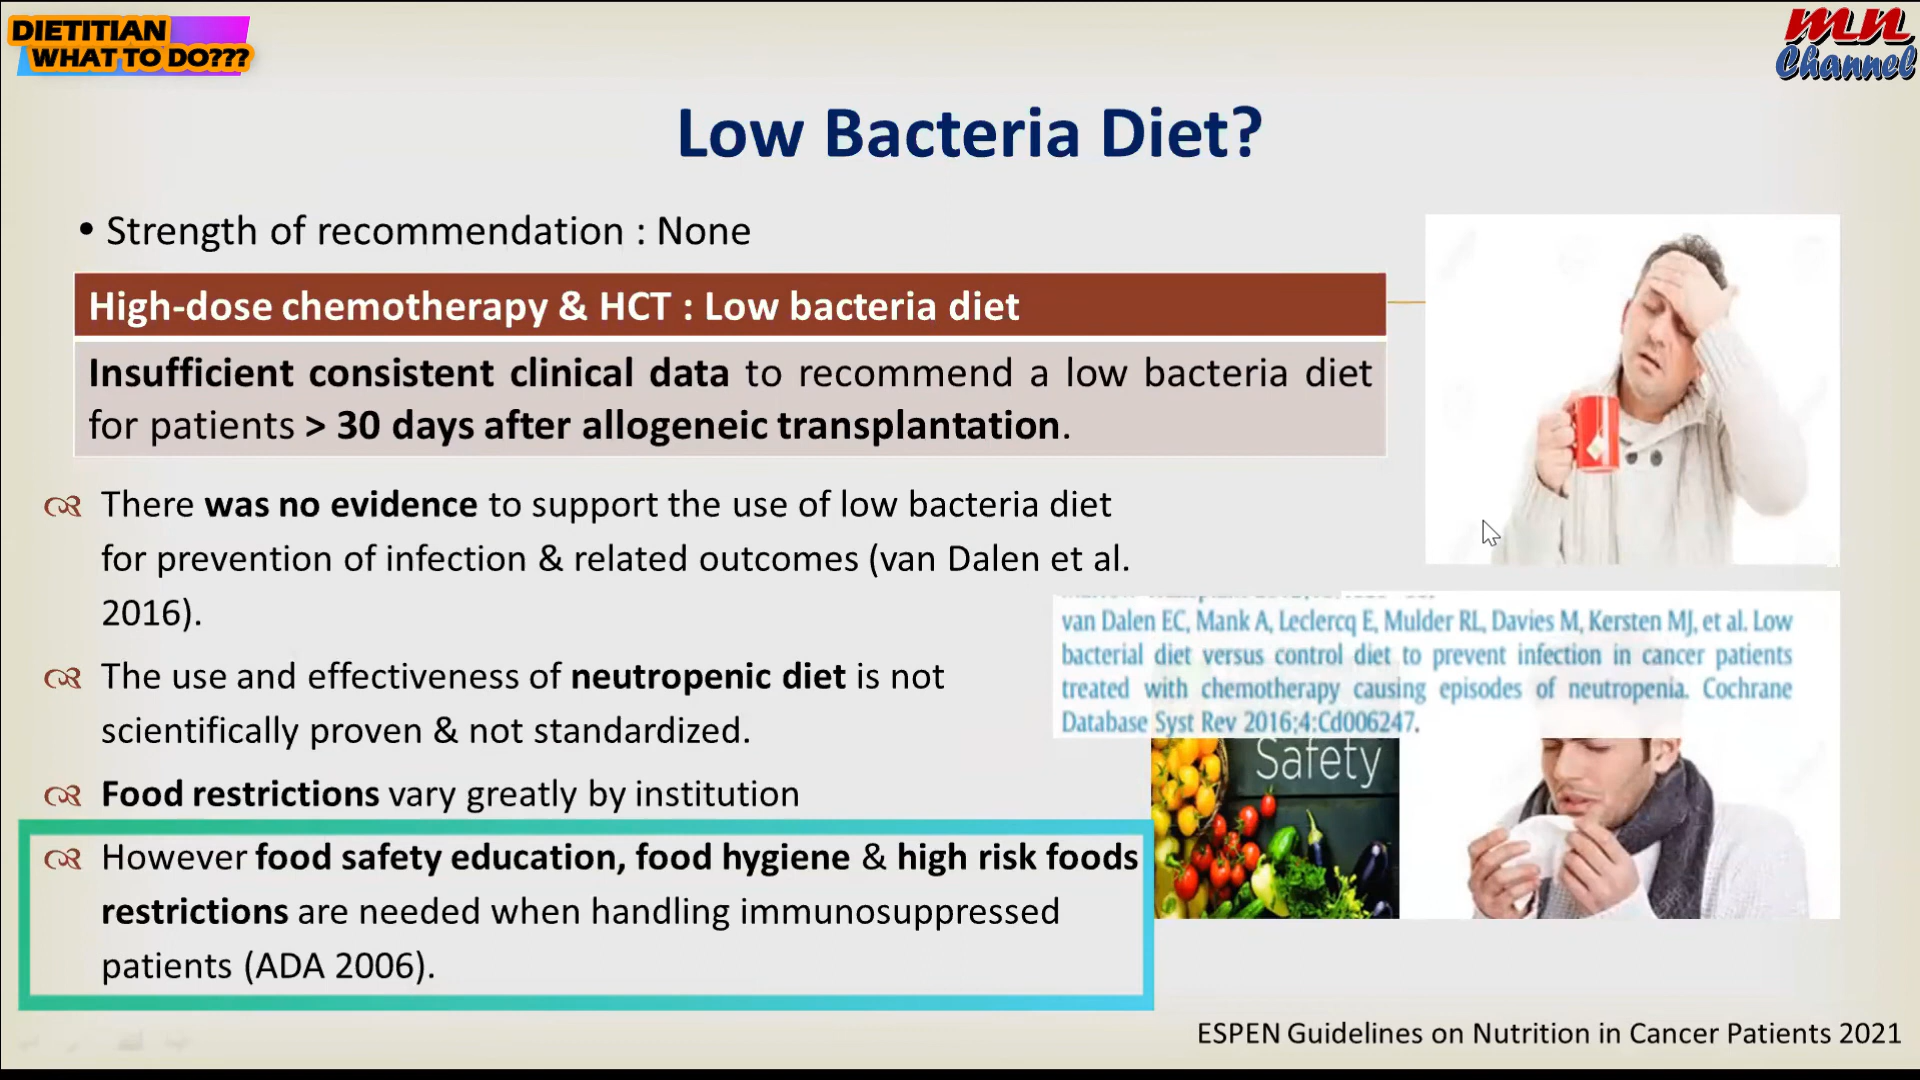 DIETITIAN
WHAT TO DO???
mn
Channel
Low Bacteria Diet?
• Strength of recommendation : None
High-dose chemotherapy & HCT : Low bacteria diet
Insufficient consistent clinical data to recommend a low bacteria diet
for patients > 30 days after allogeneic transplantation.
There was no evidence to support the use of low bacteria diet
for prevention of infection & related outcomes (van Dalen et al.
2016).
van Dalen EC, Mank A, Leclercq E, Mulder RL, Davies M, Kersten MJ, et al. Low
bacterial diet versus control diet to prevent infection in cancer patients
treated with chemotherapy causing episodes of neutropenia. Cochrane
Database Syst Rev 2016;4:Cd006247.
Safety
The use and effectiveness of neutropenic diet is not
scientifically proven & not standardized.
Food restrictions vary greatly by institution
However food safety education, food hygiene & high risk foods
restrictions are needed when handling immunosuppressed
patients (ADA 2006).
ESPEN Guidelines on Nutrition in Cancer Patients 2021